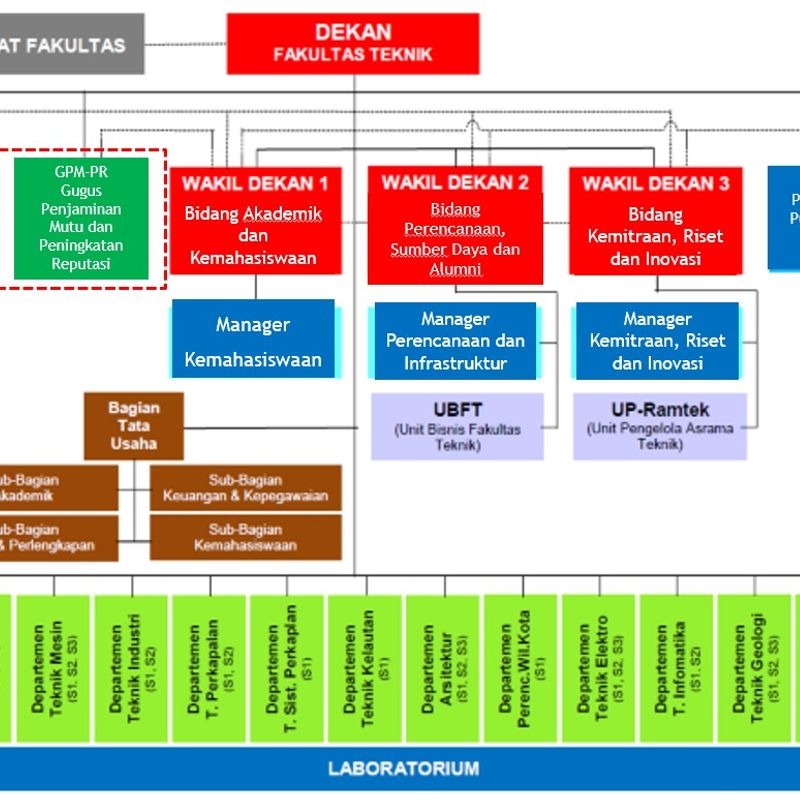 AT FAKULTAS
DEKAN
FAKULTAS TEKNIK
GPM-PR
Gugus
Penjaminan
Mutu dan
Peningkatan
Reputasi
WAKIL DEKAN 1
Bidang Akademik
dan
Kemahasiswaan
WAKIL DEKAN 2
Bidang
Perencanaan,
Sumber Daya dan
Alumni
WAKIL DEKAN 3
Bidang
Kemitraan, Riset
dan Inovasi
P
P
Manager
Kemahasiswaan
Manager
Perencanaan dan
Infrastruktur
Manager
Kemitraan, Riset
dan Inovasi
UBFT
(Unit Bisnis Fakultas
Teknik)
UP-Ramtek
(Unit Pengelola Asrama
Teknik)
Bagian
Tata
Usaha
ub-Bagian
kademik
Sub-Bagian
Keuangan & Kepegawaian
ub-Bagian
& Perlengkapan
Sub-Bagian
Kemahasiswaan
Departemen
Teknik Mesin
(S1, S2, S3)
Departemen
Teknik Industri
(S1, S2)
Departemen
T. Perkapalan
(S1, S2)
Departemen
T. Sist. Perkaplan
(S1)
Departemen
Teknik Kelautan
(S1)
Departemen
Arsitektur
(S1, S2, S3)
Departemen
Perenc.Wil.Kota
(S1)
Departemen
Teknik Elektro
(S1, S2, S3)
Departemen
T. Infomatika
(S1. S2)
Departemen
Teknik Geologi
(S1, S2, S3)
LABORATORIUM